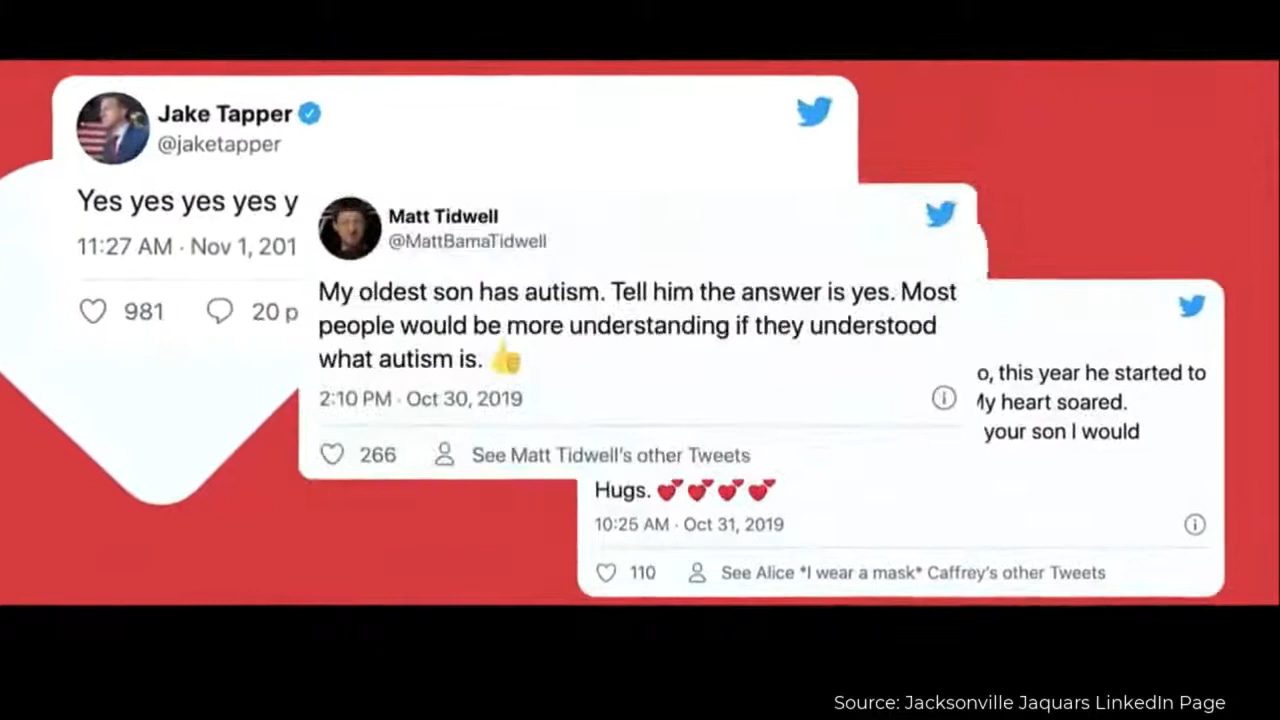 Jake Tapper
@jaketapper
Yes yes yes yes y
11:27 AM · Nov 1, 201
981
20 p
Matt Tidwell
@MattBamaTidwell
My oldest son has autism. Tell him the answer is yes. Most
people would be more understanding if they understood
what autism is. 👍
2:10 PM · Oct 30, 2019
266
See Matt Tidwell's other Tweets
o, this year he started to
My heart soared.
your son I would
Hugs. 💕 💕 💕 💕
10:25 AM · Oct 31, 2019
110
See Alice *I wear a mask* Caffrey's other Tweets
Source: Jacksonville Jaquars LinkedIn Page